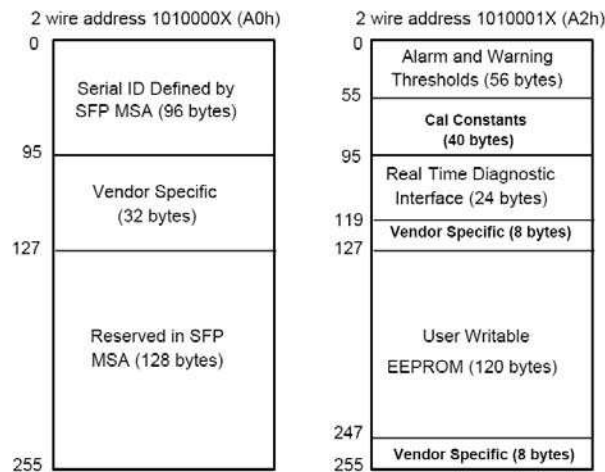 2 wire address 1010000X (A0h)
0
Serial ID Defined by
SFP MSA (96 bytes)
95
Vendor Specific
(32 bytes)
127
Reserved in SFP
MSA (128 bytes)
255
2 wire address 1010001X (A2h)
0
Alarm and Warning
Thresholds (56 bytes)
55
Cal Constants
(40 bytes)
95
Real Time Diagnostic
Interface (24 bytes)
119
Vendor Specific (8 bytes)
127
User Writable
EEPROM (120 bytes)
247
Vendor Specific (8 bytes)
255